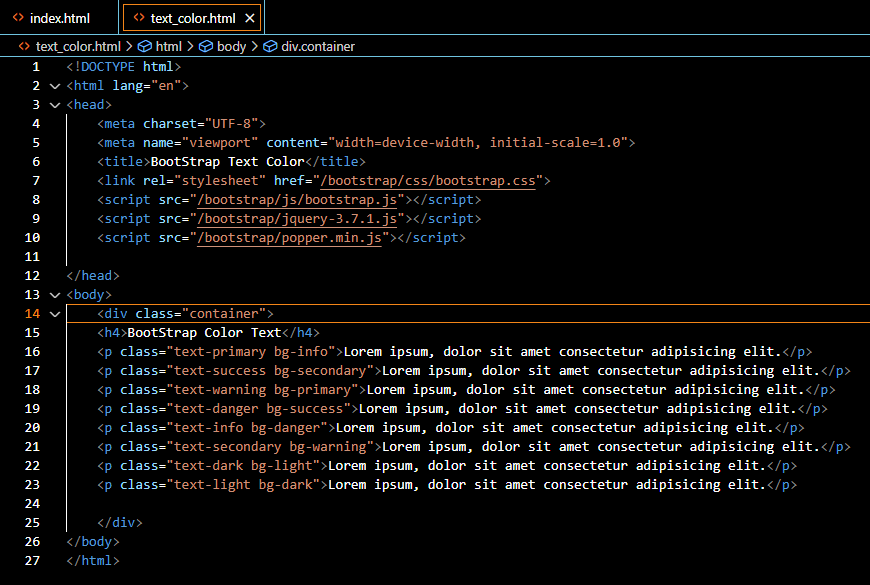 index.html text_color.html
text_color.html html body div.container
1 <!DOCTYPE html>
2 <html lang="en">
3 <head>
4 <meta charset="UTF-8">
5 <meta name="viewport" content="width=device-width, initial-scale=1.0">
6 <title>BootStrap Text Color</title>
7 <link rel="stylesheet" href="/bootstrap/css/bootstrap.css">
8 <script src="/bootstrap/js/bootstrap.js"></script>
9 <script src="/bootstrap/jquery-3.7.1.js"></script>
10 <script src="/bootstrap/popper.min.js"></script>
11
12 </head>
13 <body>
14 <div class="container">
15 <h4>BootStrap Color Text</h4>
16 <p class="text-primary bg-info">Lorem ipsum, dolor sit amet consectetur adipisicing elit.</p>
17 <p class="text-success bg-secondary">Lorem ipsum, dolor sit amet consectetur adipisicing elit.</p>
18 <p class="text-warning bg-primary">Lorem ipsum, dolor sit amet consectetur adipisicing elit.</p>
19 <p class="text-danger bg-success">Lorem ipsum, dolor sit amet consectetur adipisicing elit.</p>
20 <p class="text-info bg-danger">Lorem ipsum, dolor sit amet consectetur adipisicing elit.</p>
21 <p class="text-secondary bg-warning">Lorem ipsum, dolor sit amet consectetur adipisicing elit.</p>
22 <p class="text-dark bg-light">Lorem ipsum, dolor sit amet consectetur adipisicing elit.</p>
23 <p class="text-light bg-dark">Lorem ipsum, dolor sit amet consectetur adipisicing elit.</p>
24
25 </div>
26 </body>
27 </html>